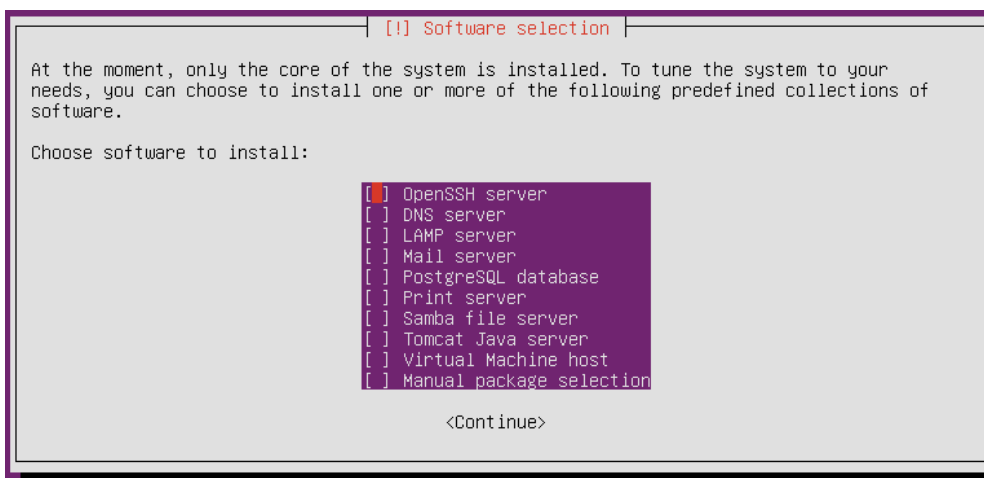 [!] Software selection
At the moment, only the core of the system is installed. To tune the system to your
needs, you can choose to install one or more of the following predefined collections of
software.
Choose software to install:
[ ] OpenSSH server
[ ] DNS server
[ ] LAMP server
[ ] Mail server
[ ] PostgreSQL database
[ ] Print server
[ ] Samba file server
[ ] Tomcat Java server
[ ] Virtual Machine host
[ ] Manual package selection
<Continue>